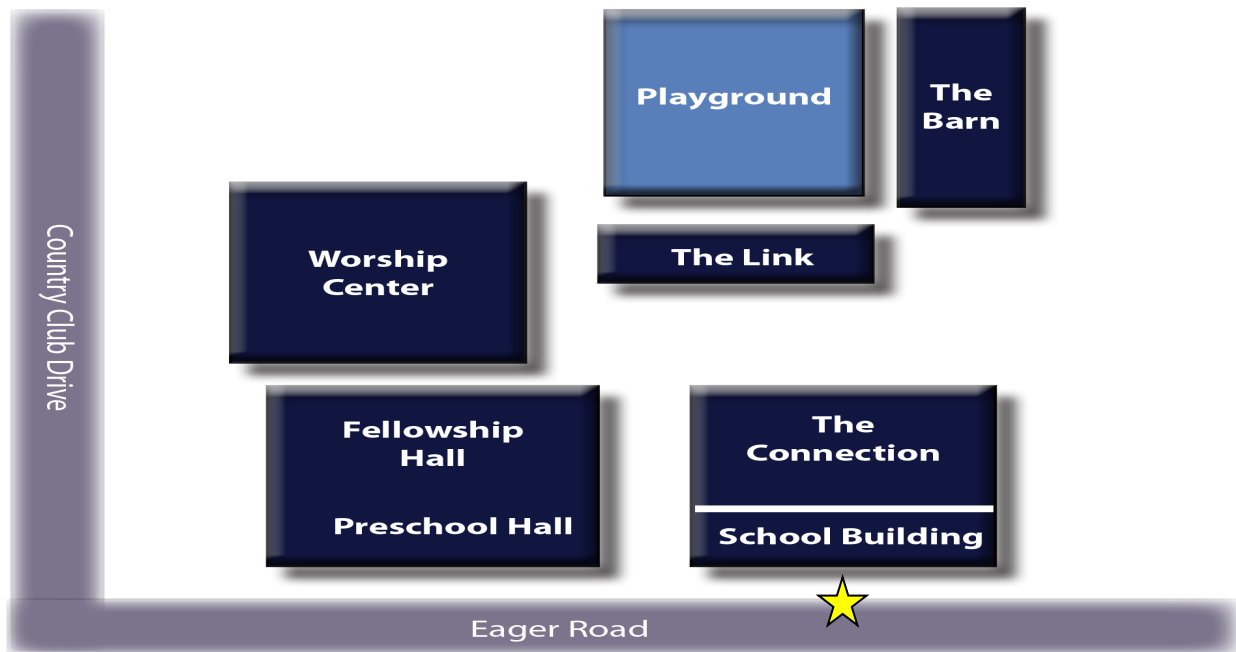 Playground
The
Barn
Country Club Drive
Worship
Center
The Link
Fellowship
Hall
Preschool Hall
The
Connection
School Building
Eager Road